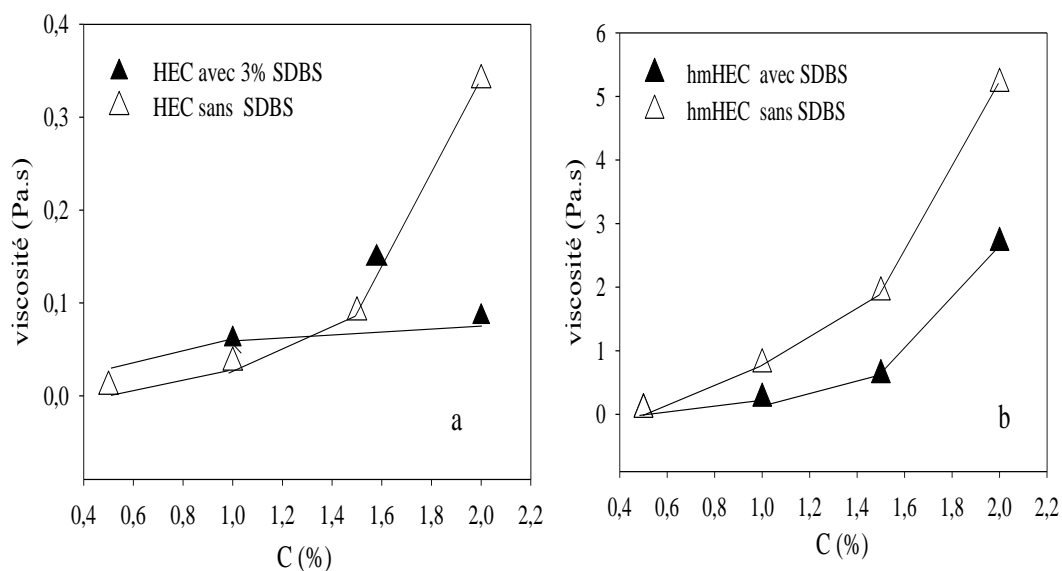 0,4
HEC avec 3% SDBS
HEC sans SDBS
0,3
0,2
0,1
0,0
viscosité (Pa.s)
a
0,4 0,6 0,8 1,0 1,2 1,4 1,6 1,8 2,0 2,2
C (%)
6
hmHEC avec SDBS
hmHEC sans SDBS
5
4
3
2
1
0
viscosité (Pa.s)
b
0,4 0,6 0,8 1,0 1,2 1,4 1,6 1,8 2,0 2,2
C (%)